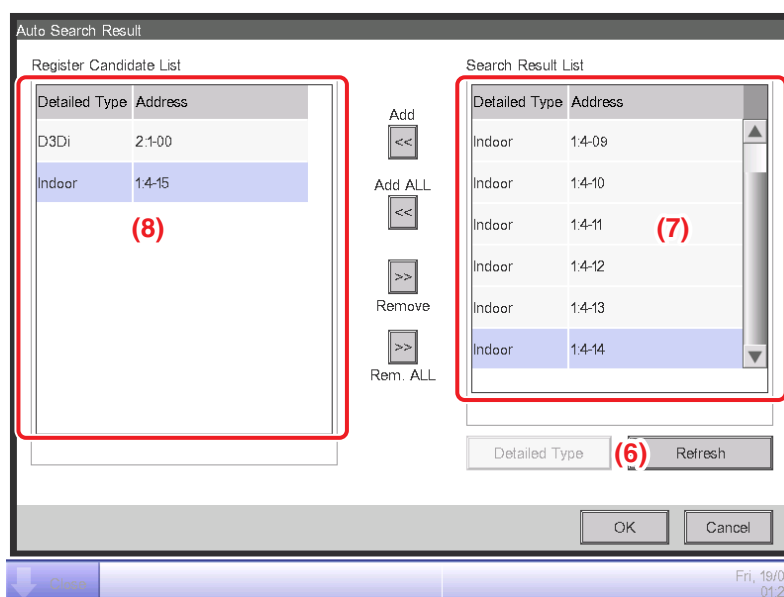 Auto Search Result
Register Candidate List
Search Result List
Detailed Type Address
D3Di 2:1-00
Indoor 1:4-15
(8)
Add
<<
Add ALL
<<
>>
Remove
>>
Rem. ALL
Detailed Type Address
Indoor 1:4-09
Indoor 1:4-10
Indoor 1:4-11
(7)
Indoor 1:4-12
Indoor 1:4-13
Indoor 1:4-14
Detailed Type
(6)
Refresh
OK
Cancel
Close
Fri, 19/0
01:2